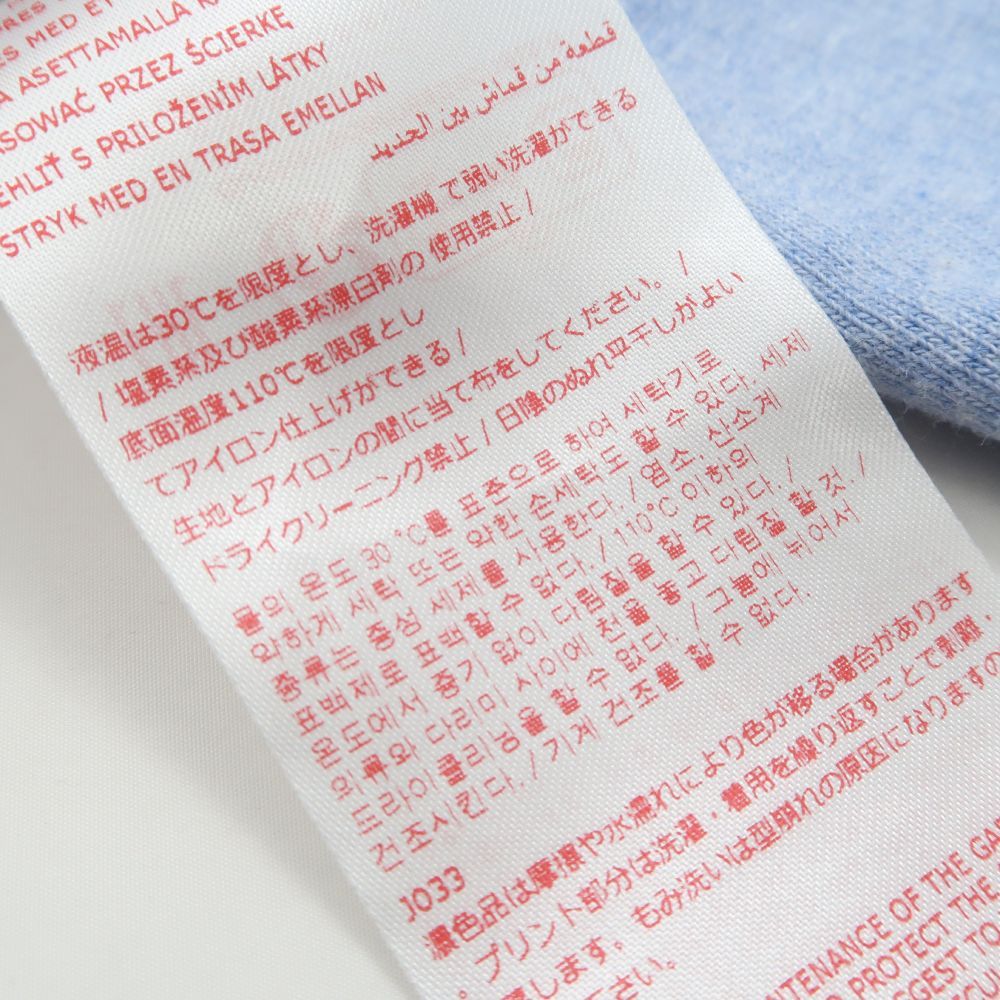 MED ET
ASETTAMALLA
SOWAĆ PRZEZ ŚCIERKĘ
EHLIŤ S PRILOŽENÍM LÁTKY
STRYK MED EN TRASA EMELLAN
قطعة من قماش بين الحديد
液温は30℃を限度とし、洗濯機 で弱い洗濯ができる
/ 塩素系及び酸素系漂白剤の 使用禁止 /
底面温度110℃を限度とし
てアイロン仕上げができる /
生地とアイロンの間に当て布をしてください。 /
ドライクリーニング禁止 / 日陰のぬれ平干しがよい
물의 온도 30 ℃를 표준으로 하여 세탁기로
약하게 세탁 또는 약한 손세탁도 할 수 있다. 세제
종류는 중성 세제를 사용한다. / 염소, 산소계
표백제로 표백할 수 없다. / 110℃ 이하의
온도에서 증기 없이 다림질을 할 수 있다. /
의류와 다리미 사이에 천을 놓고 다림질 할것 /
드라이 클리닝을 할 수 없다. / 그늘에 뉘어서
건조시킨다. / 기계 건조를 할 수 없다.
J033
濃色品は摩擦や水濡れにより色が移る場合があります
プリント部分は洗濯・着用を繰り返すことで剥離、
します。もみ洗いは型崩れの原因になりますの
さい。
NTENANCE OF THE GA
PROTECT THE
GEST TO